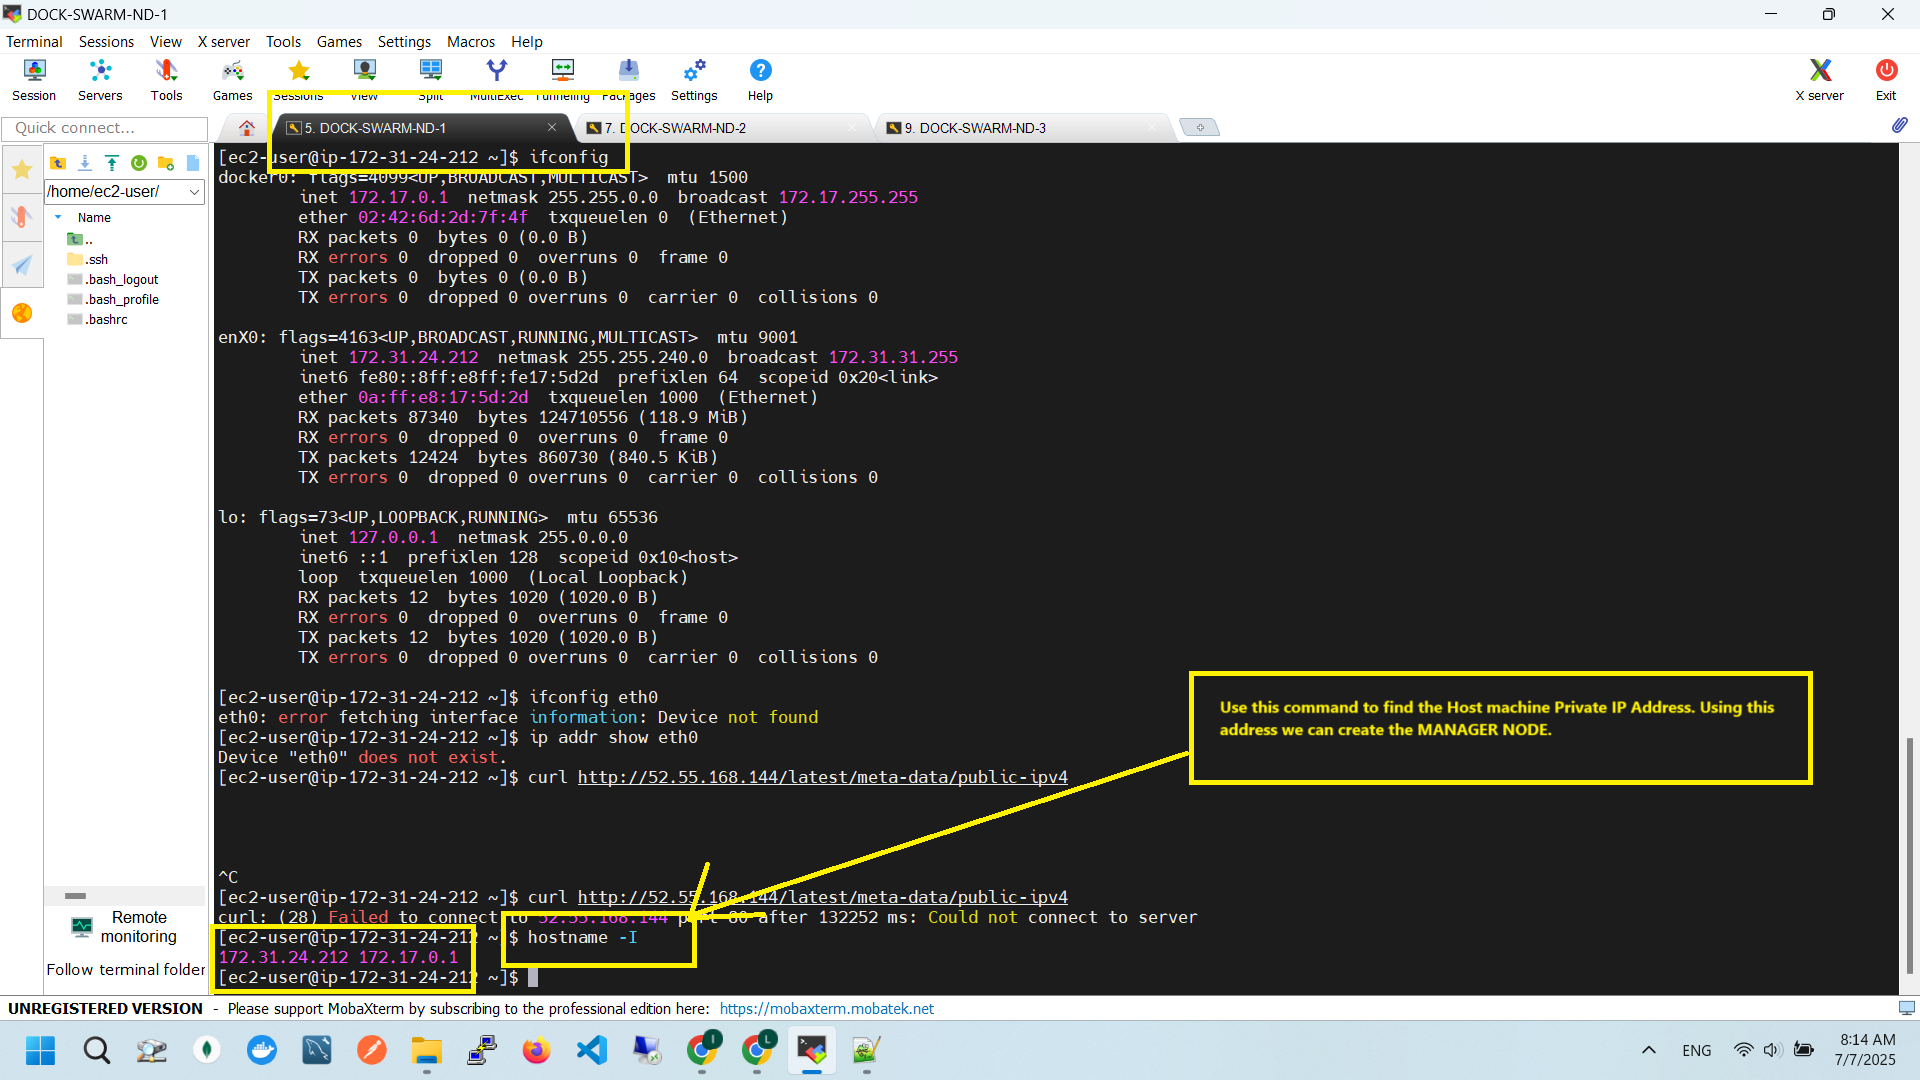 DOCK-SWARM-ND-1
Terminal Sessions View X server Tools Games Settings Macros Help
Session Servers Tools Games Sessions View Split MultiExec Tunneling Packages Settings Help X server Exit
Quick connect...
5. DOCK-SWARM-ND-1
7. DOCK-SWARM-ND-2
9. DOCK-SWARM-ND-3
/home/ec2-user/
Name
..
.ssh
.bash_logout
.bash_profile
.bashrc
Remote
monitoring
Follow terminal folder
[ec2-user@ip-172-31-24-212 ~]$ ifconfig
docker0: flags=4099<UP,BROADCAST,MULTICAST>  mtu 1500
inet 172.17.0.1  netmask 255.255.0.0  broadcast 172.17.255.255
ether 02:42:6d:2d:7f:4f  txqueuelen 0  (Ethernet)
RX packets 0  bytes 0 (0.0 B)
RX errors 0  dropped 0  overruns 0  frame 0
TX packets 0  bytes 0 (0.0 B)
TX errors 0  dropped 0 overruns 0  carrier 0  collisions 0
enX0: flags=4163<UP,BROADCAST,RUNNING,MULTICAST>  mtu 9001
inet 172.31.24.212  netmask 255.255.240.0  broadcast 172.31.31.255
inet6 fe80::8ff:e8ff:fe17:5d2d  prefixlen 64  scopeid 0x20<link>
ether 0a:ff:e8:17:5d:2d  txqueuelen 1000  (Ethernet)
RX packets 87340  bytes 124710556 (118.9 MiB)
RX errors 0  dropped 0  overruns 0  frame 0
TX packets 12424  bytes 860730 (840.5 KiB)
TX errors 0  dropped 0 overruns 0  carrier 0  collisions 0
lo: flags=73<UP,LOOPBACK,RUNNING>  mtu 65536
inet 127.0.0.1  netmask 255.0.0.0
inet6 ::1  prefixlen 128  scopeid 0x10<host>
loop  txqueuelen 1000  (Local Loopback)
RX packets 12  bytes 1020 (1020.0 B)
RX errors 0  dropped 0  overruns 0  frame 0
TX packets 12  bytes 1020 (1020.0 B)
TX errors 0  dropped 0 overruns 0  carrier 0  collisions 0
[ec2-user@ip-172-31-24-212 ~]$ ifconfig eth0
eth0: error fetching interface information: Device not found
[ec2-user@ip-172-31-24-212 ~]$ ip addr show eth0
Device "eth0" does not exist.
[ec2-user@ip-172-31-24-212 ~]$ curl http://52.55.168.144/latest/meta-data/public-ipv4
^C
[ec2-user@ip-172-31-24-212 ~]$ curl http://52.55.168.144/latest/meta-data/public-ipv4
curl: (28) Failed to connect to 52.55.168.144 port 80 after 132252 ms: Could not connect to server
[ec2-user@ip-172-31-24-212 ~]$ hostname -I
172.31.24.212 172.17.0.1
[ec2-user@ip-172-31-24-212 ~]$
Use this command to find the Host machine Private IP Address. Using this
address we can create the MANAGER NODE.
UNREGISTERED VERSION - Please support MobaXterm by subscribing to the professional edition here: https://mobaxterm.mobatek.net
I
L
ENG
8:14 AM
7/7/2025